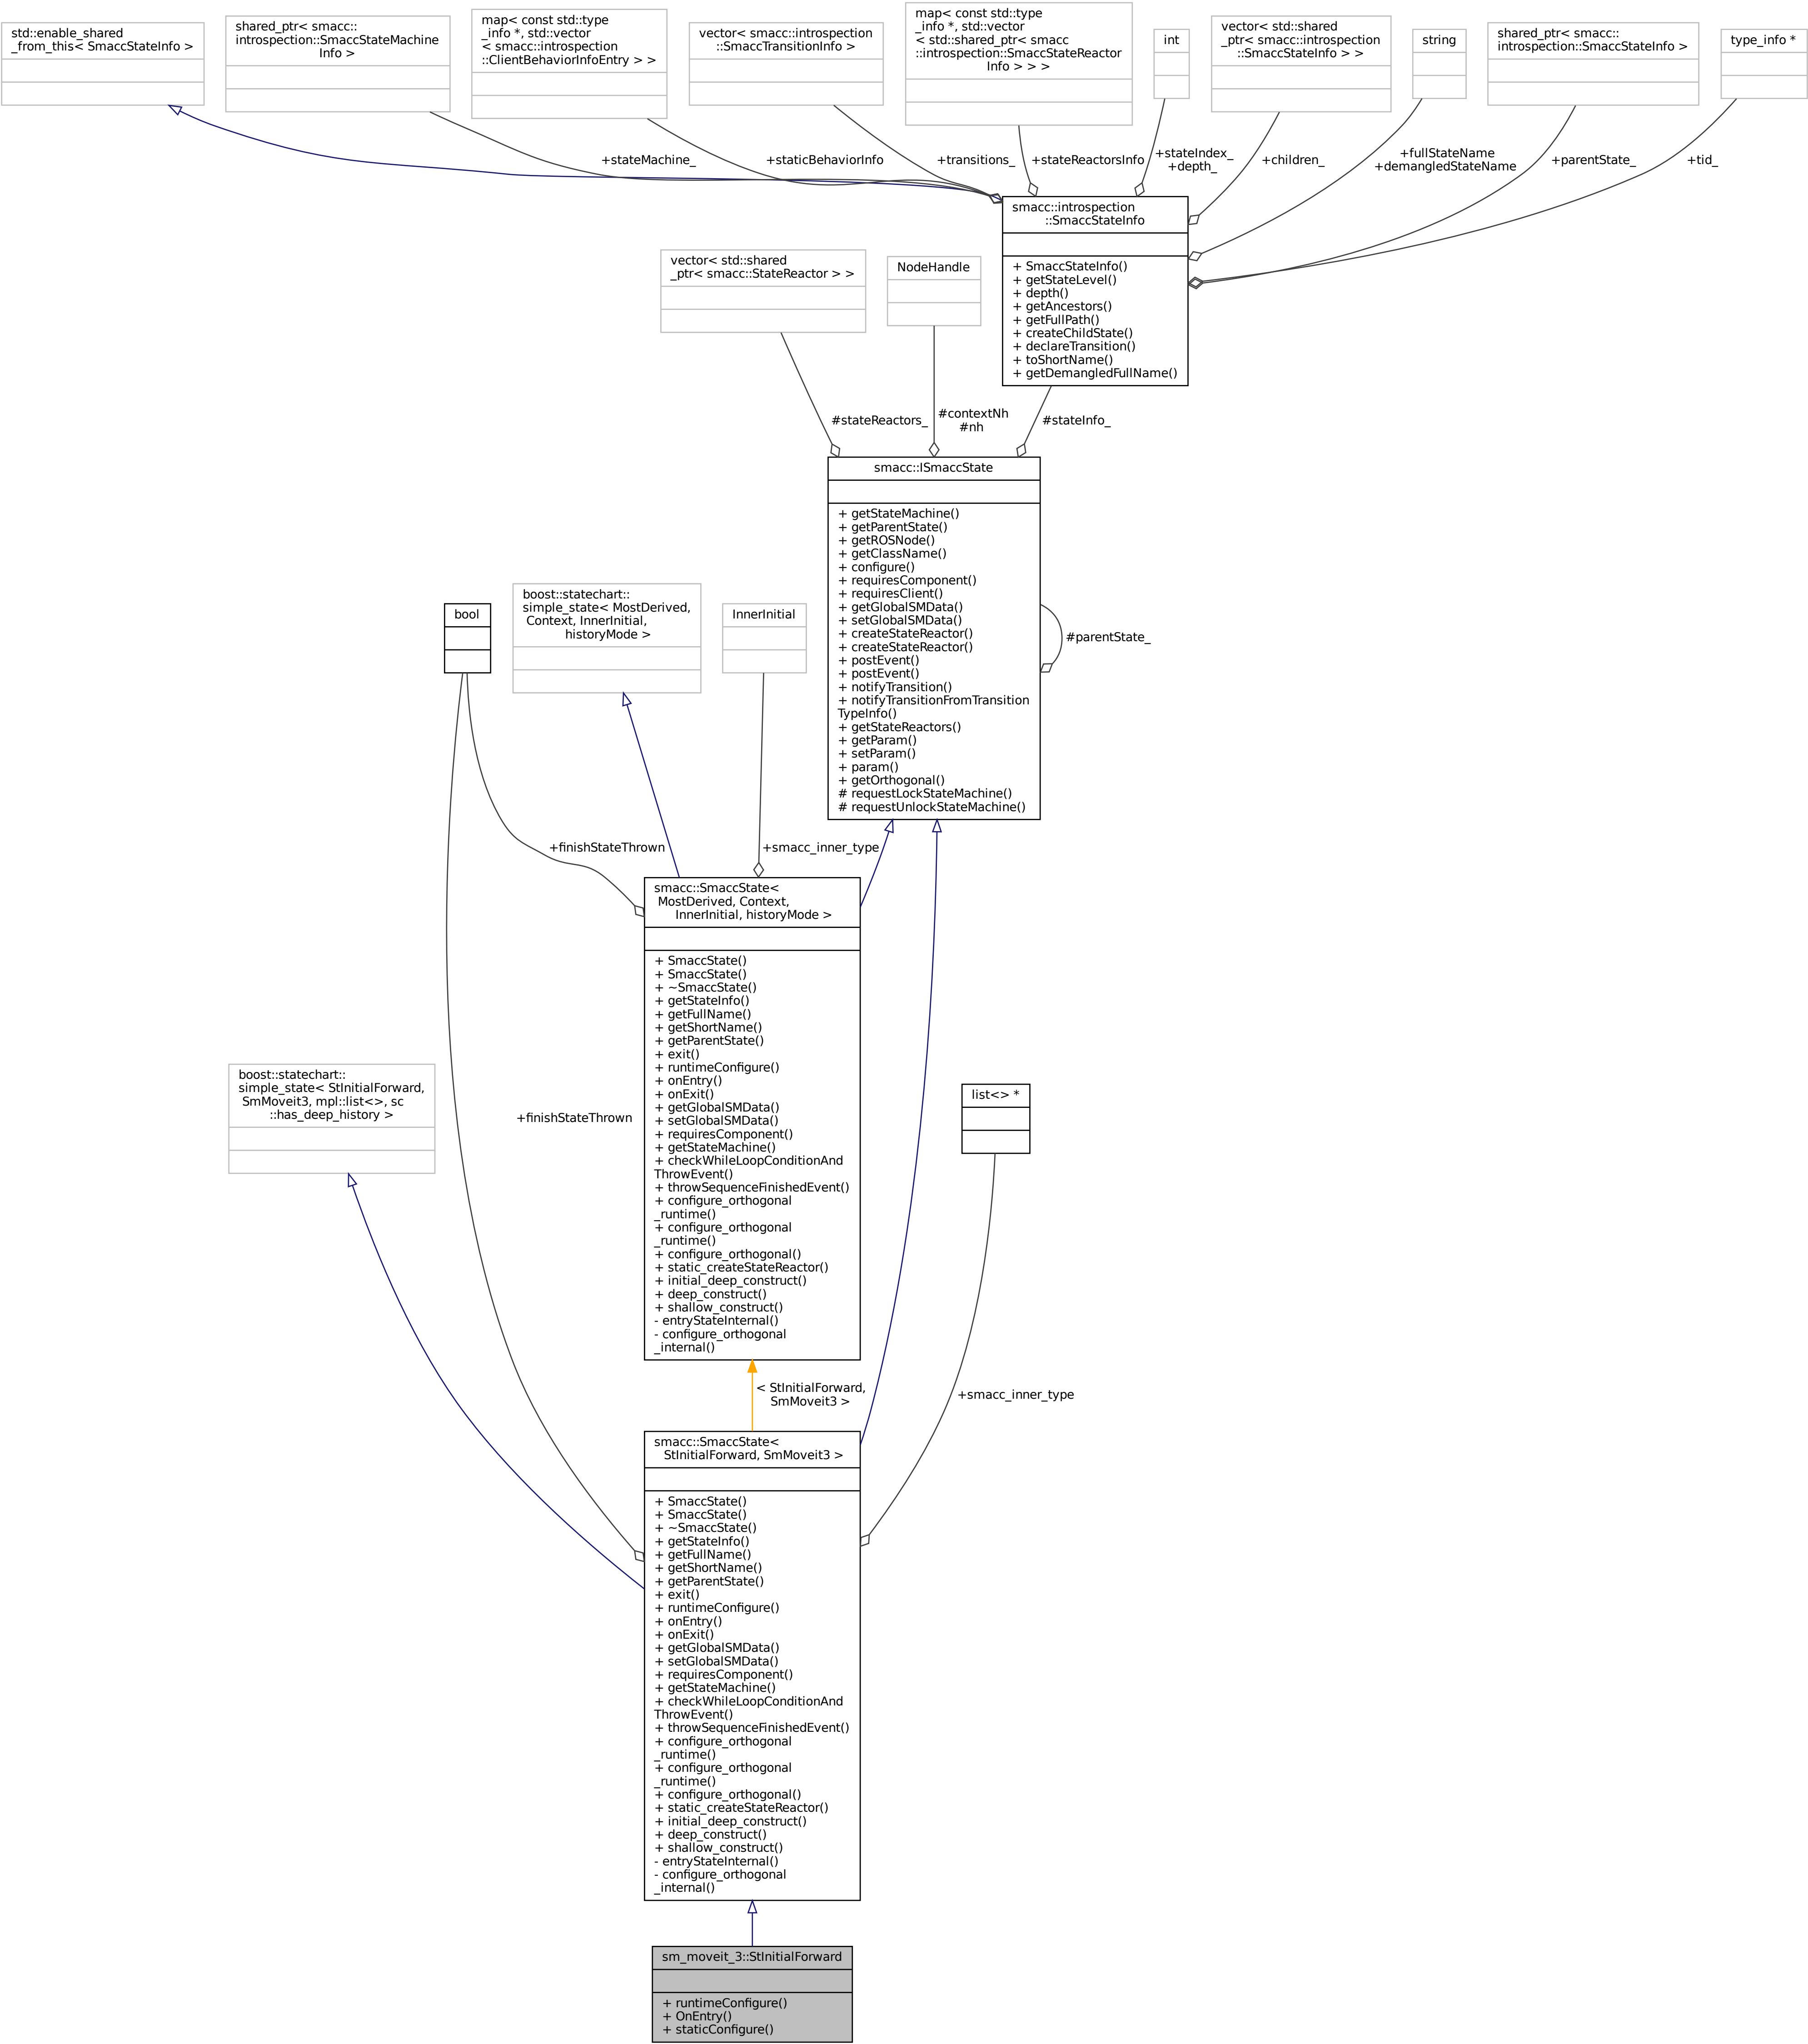 std::enable_shared
_from_this< SmaccStateInfo >
shared_ptr< smacc::
introspection::SmaccStateMachine
Info >
map< const std::type
_info *, std::vector
< smacc::introspection
::ClientBehaviorInfoEntry > >
vector< smacc::introspection
::SmaccTransitionInfo >
map< const std::type
_info *, std::vector
< std::shared_ptr< smacc
::introspection::SmaccStateReactor
Info > > >
int
vector< std::shared
_ptr< smacc::introspection
::SmaccStateInfo > >
string
shared_ptr< smacc::
introspection::SmaccStateInfo >
type_info *
+stateMachine_
+staticBehaviorInfo
+transitions_
+stateReactorsInfo
+stateIndex_
+depth_
+children_
+fullStateName
+demangledStateName
+parentState_
+tid_
smacc::introspection
::SmaccStateInfo
+ SmaccStateInfo()
+ getStateLevel()
+ depth()
+ getAncestors()
+ getFullPath()
+ createChildState()
+ declareTransition()
+ toShortName()
+ getDemangledFullName()
vector< std::shared
_ptr< smacc::StateReactor > >
NodeHandle
#stateReactors_
#contextNh
#nh
#stateInfo_
smacc::ISmaccState
+ getStateMachine()
+ getParentState()
+ getROSNode()
+ getClassName()
+ configure()
+ requiresComponent()
+ requiresClient()
+ getGlobalSMData()
+ setGlobalSMData()
+ createStateReactor()
+ createStateReactor()
+ postEvent()
+ postEvent()
+ notifyTransition()
+ notifyTransitionFromTransition
TypeInfo()
+ getStateReactors()
+ getParam()
+ setParam()
+ param()
+ getOrthogonal()
# requestLockStateMachine()
# requestUnlockStateMachine()
#parentState_
bool
boost::statechart::
simple_state< MostDerived,
Context, InnerInitial,
historyMode >
InnerInitial
+finishStateThrown
+smacc_inner_type
smacc::SmaccState<
MostDerived, Context,
InnerInitial, historyMode >
+ SmaccState()
+ SmaccState()
+ ~SmaccState()
+ getStateInfo()
+ getFullName()
+ getShortName()
+ getParentState()
+ exit()
+ runtimeConfigure()
+ onEntry()
+ onExit()
+ getGlobalSMData()
+ setGlobalSMData()
+ requiresComponent()
+ getStateMachine()
+ checkWhileLoopConditionAnd
ThrowEvent()
+ throwSequenceFinishedEvent()
+ configure_orthogonal
_runtime()
+ configure_orthogonal
_runtime()
+ configure_orthogonal()
+ static_createStateReactor()
+ initial_deep_construct()
+ deep_construct()
+ shallow_construct()
- entryStateInternal()
- configure_orthogonal
_internal()
boost::statechart::
simple_state< StInitialForward,
SmMoveit3, mpl::list<>, sc
::has_deep_history >
+finishStateThrown
list<> *
< StInitialForward,
SmMoveit3 >
+smacc_inner_type
smacc::SmaccState<
StInitialForward, SmMoveit3 >
+ SmaccState()
+ SmaccState()
+ ~SmaccState()
+ getStateInfo()
+ getFullName()
+ getShortName()
+ getParentState()
+ exit()
+ runtimeConfigure()
+ onEntry()
+ onExit()
+ getGlobalSMData()
+ setGlobalSMData()
+ requiresComponent()
+ getStateMachine()
+ checkWhileLoopConditionAnd
ThrowEvent()
+ throwSequenceFinishedEvent()
+ configure_orthogonal
_runtime()
+ configure_orthogonal
_runtime()
+ configure_orthogonal()
+ static_createStateReactor()
+ initial_deep_construct()
+ deep_construct()
+ shallow_construct()
- entryStateInternal()
- configure_orthogonal
_internal()
sm_moveit_3::StInitialForward
+ runtimeConfigure()
+ OnEntry()
+ staticConfigure()